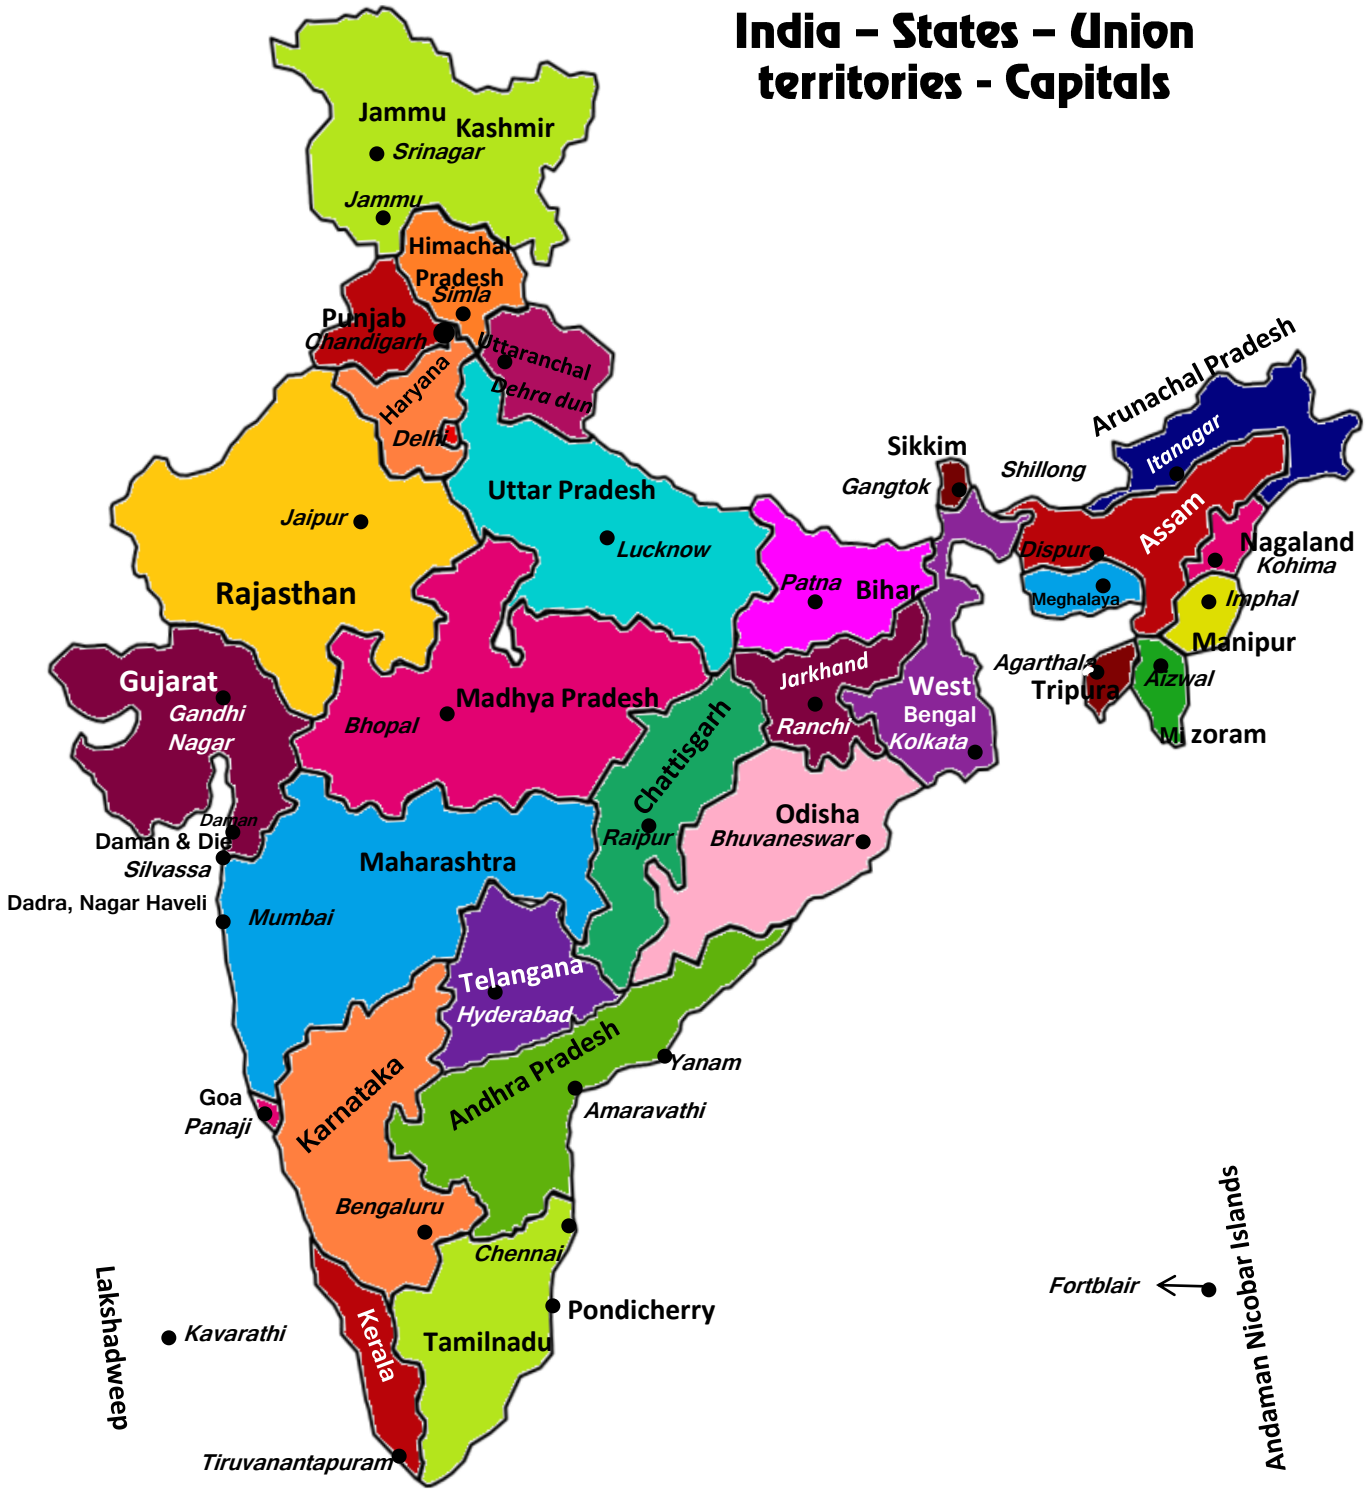 India – States – Union
territories - Capitals
Jammu Kashmir
Srinagar
Jammu
Himachal
Pradesh
Simla
Punjab
Chandigarh
Uttaranchal
Dehra dun
Haryana
Delhi
Arunachal Pradesh
Itanagar
Sikkim
Gangtok
Shillong
Assam
Dispur
Nagaland
Kohima
Meghalaya
Imphal
Manipur
Agarthala
Tripura
Aizwal
Mi zoram
Uttar Pradesh
Lucknow
Jaipur
Rajasthan
Patna
Bihar
Jarkhand
Ranchi
West
Bengal
Kolkata
Gujarat
Gandhi
Nagar
Madhya Pradesh
Bhopal
Chattisgarh
Raipur
Odisha
Bhuvaneswar
Daman
Daman & Die
Silvassa
Dadra, Nagar Haveli
Maharashtra
Mumbai
Telangana
Hyderabad
Andhra Pradesh
Yanam
Amaravathi
Goa
Panaji
Karnataka
Bengaluru
Chennai
Pondicherry
Tamilnadu
Kerala
Tiruvanantapuram
Lakshadweep
Kavarathi
Fortblair
Andaman Nicobar Islands